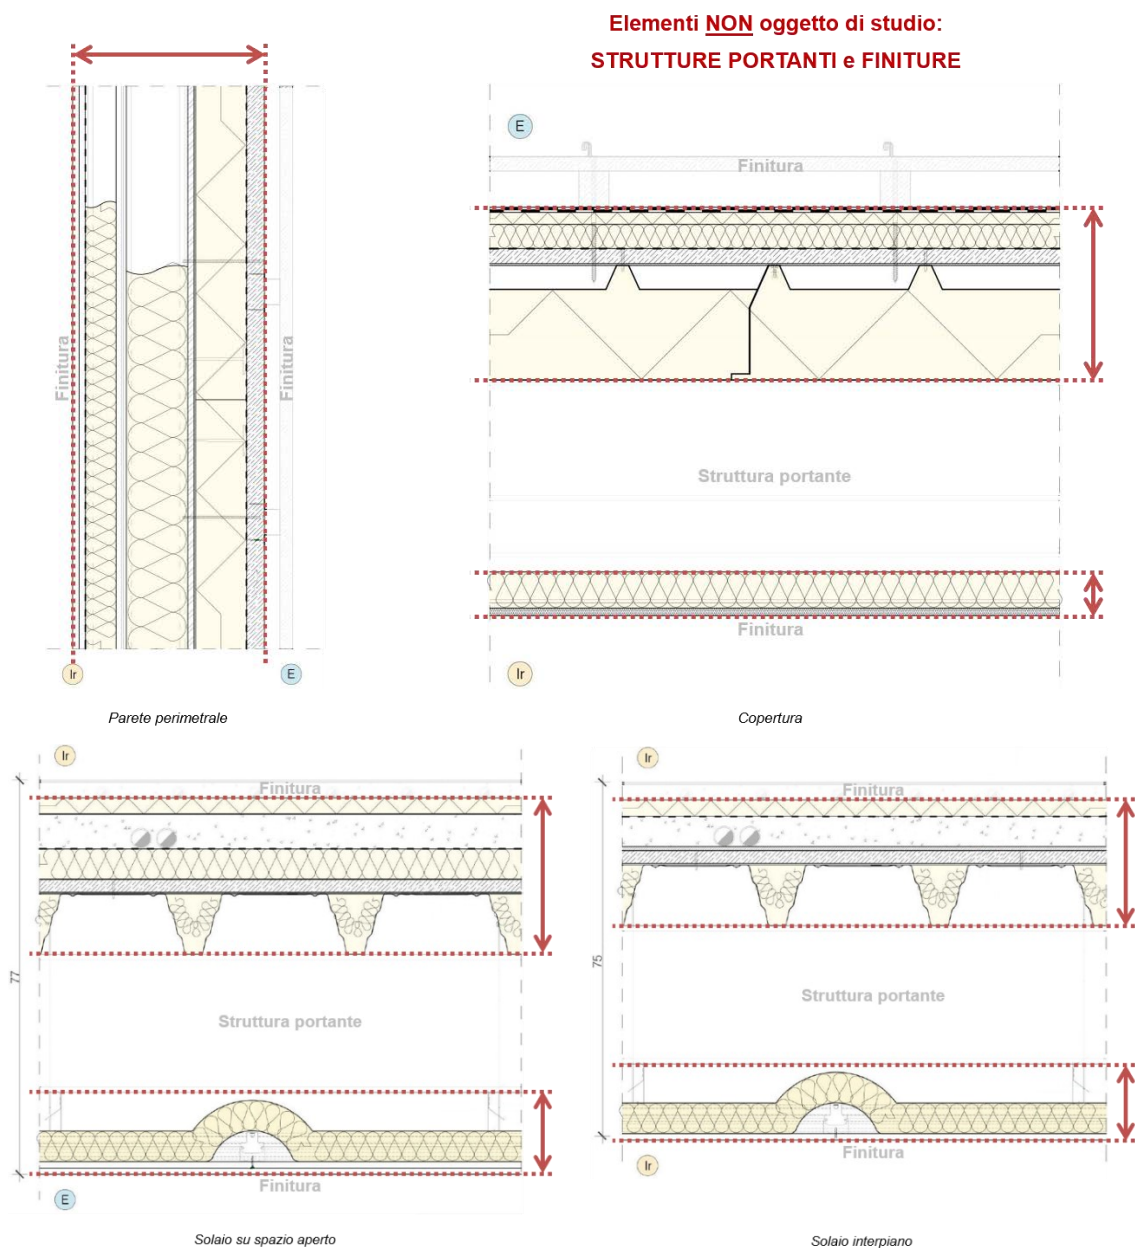 Elementi NON oggetto di studio:
STRUTTURE PORTANTI e FINITURE
Finitura
Finitura
Ir
E
Parete perimetrale
E
Finitura
Struttura portante
Finitura
Ir
Copertura
Ir
Finitura
77
Struttura portante
Finitura
E
Solaio su spazio aperto
Ir
Finitura
75
Struttura portante
Finitura
Ir
Solaio interpiano